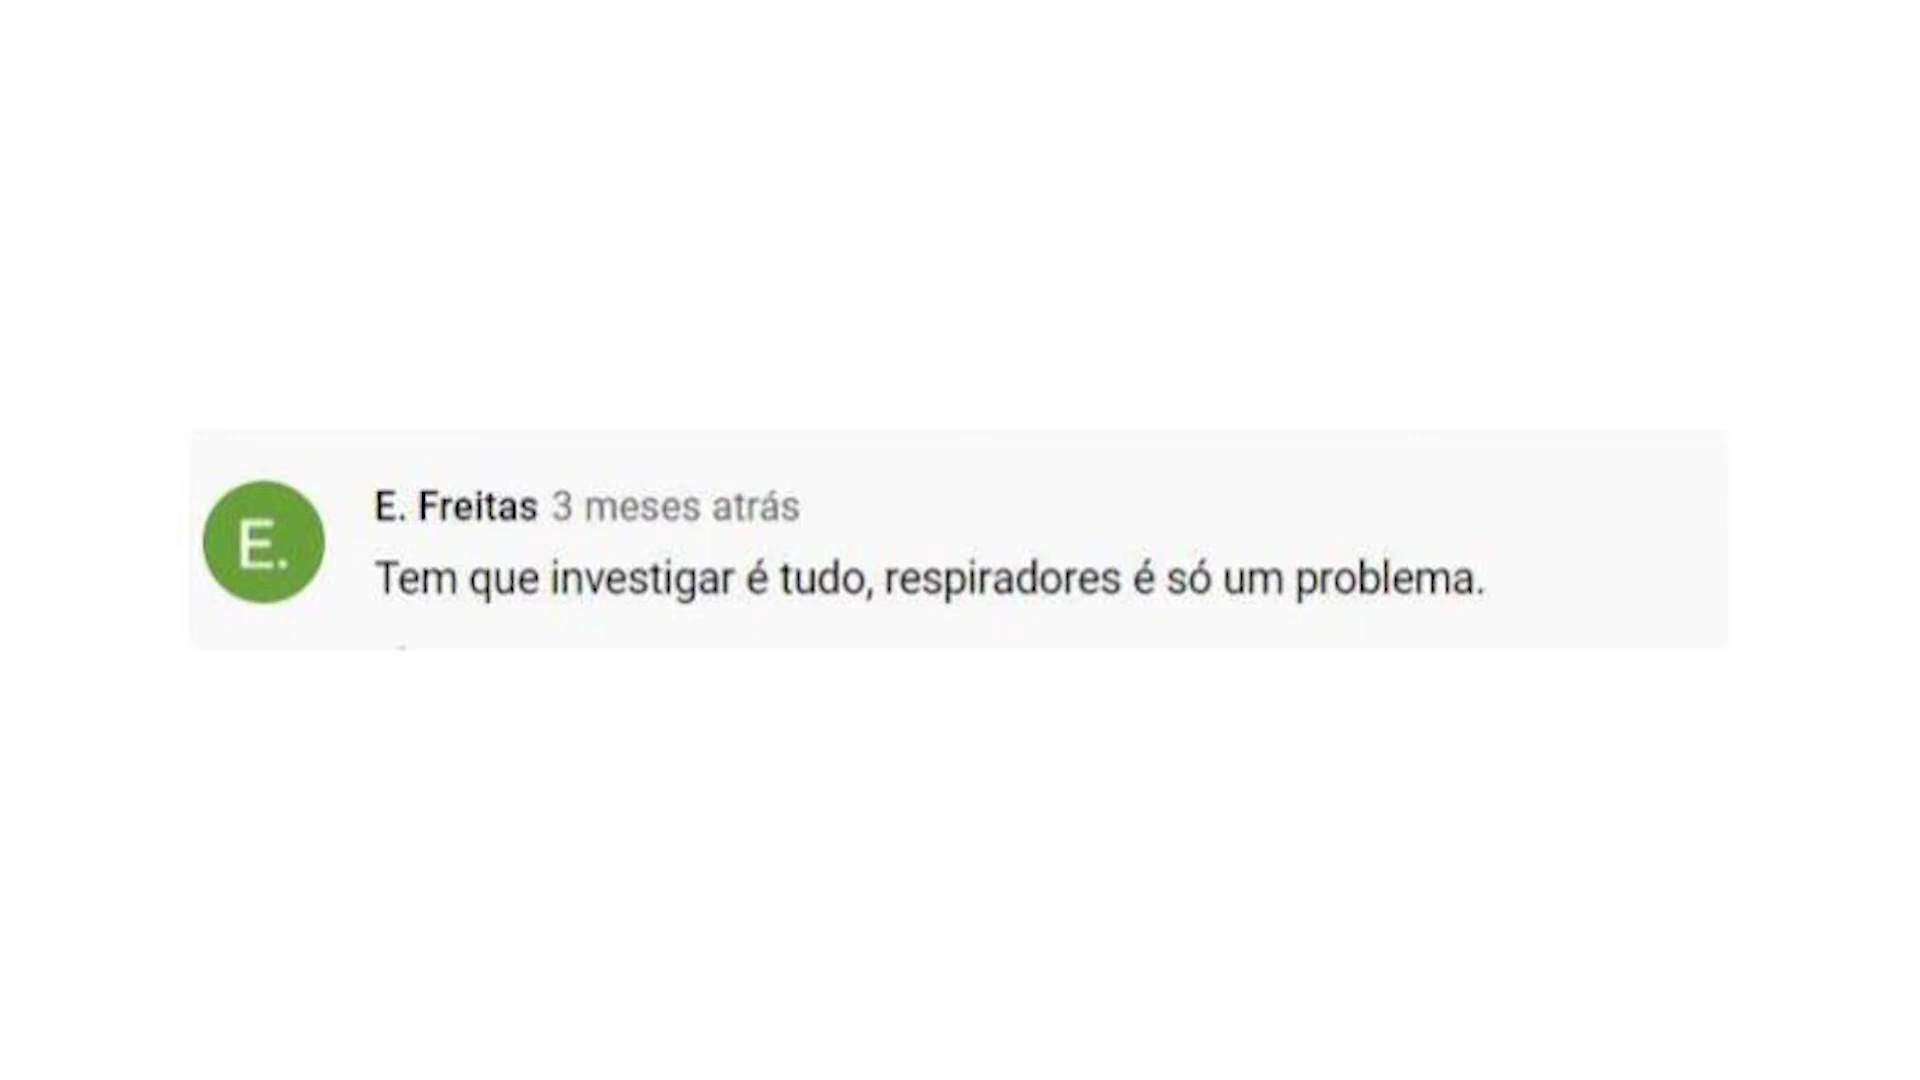 E.
E. Freitas 3 meses atrás
Tem que investigar é tudo, respiradores é só um problema.